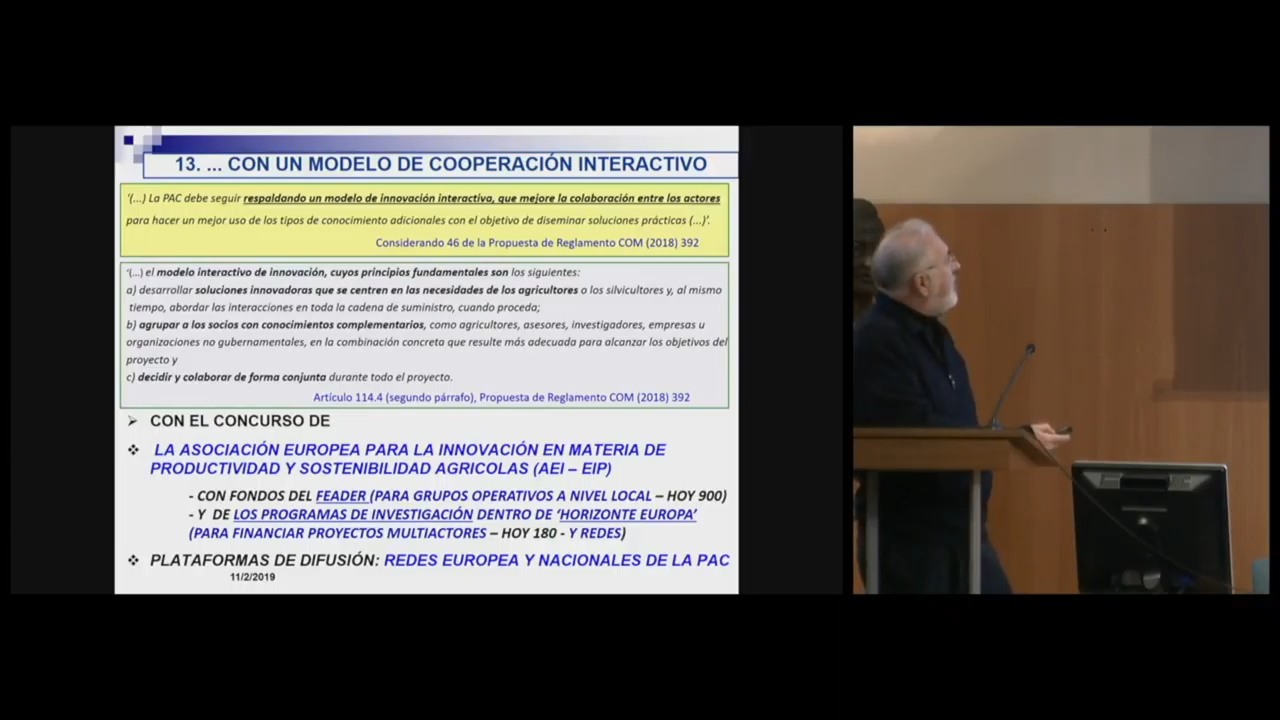 13. ... CON UN MODELO DE COOPERACIÓN INTERACTIVO
'(...) La PAC debe seguir respaldando un modelo de innovación interactiva, que mejore la colaboración entre los actores
para hacer un mejor uso de los tipos de conocimiento adicionales con el objetivo de diseminar soluciones prácticas (...)'.
Considerando 46 de la Propuesta de Reglamento COM (2018) 392
'(...) el modelo interactivo de innovación, cuyos principios fundamentales son los siguientes:
a) desarrollar soluciones innovadoras que se centren en las necesidades de los agricultores o los silvicultores y, al mismo
tiempo, abordar las interacciones en toda la cadena de suministro, cuando proceda;
b) agrupar a los socios con conocimientos complementarios, como agricultores, asesores, investigadores, empresas u
organizaciones no gubernamentales, en la combinación concreta que resulte más adecuada para alcanzar los objetivos del
proyecto y
c) decidir y colaborar de forma conjunta durante todo el proyecto.
Artículo 114.4 (segundo párrafo), Propuesta de Reglamento COM (2018) 392
➢ CON EL CONCURSO DE
❖ LA ASOCIACIÓN EUROPEA PARA LA INNOVACIÓN EN MATERIA DE
PRODUCTIVIDAD Y SOSTENIBILIDAD AGRICOLAS (AEI – EIP)
- CON FONDOS DEL FEADER (PARA GRUPOS OPERATIVOS A NIVEL LOCAL – HOY 900)
- Y DE LOS PROGRAMAS DE INVESTIGACIÓN DENTRO DE 'HORIZONTE EUROPA'
(PARA FINANCIAR PROYECTOS MULTIACTORES – HOY 180 - Y REDES)
❖ PLATAFORMAS DE DIFUSIÓN: REDES EUROPEA Y NACIONALES DE LA PAC
11/2/2019